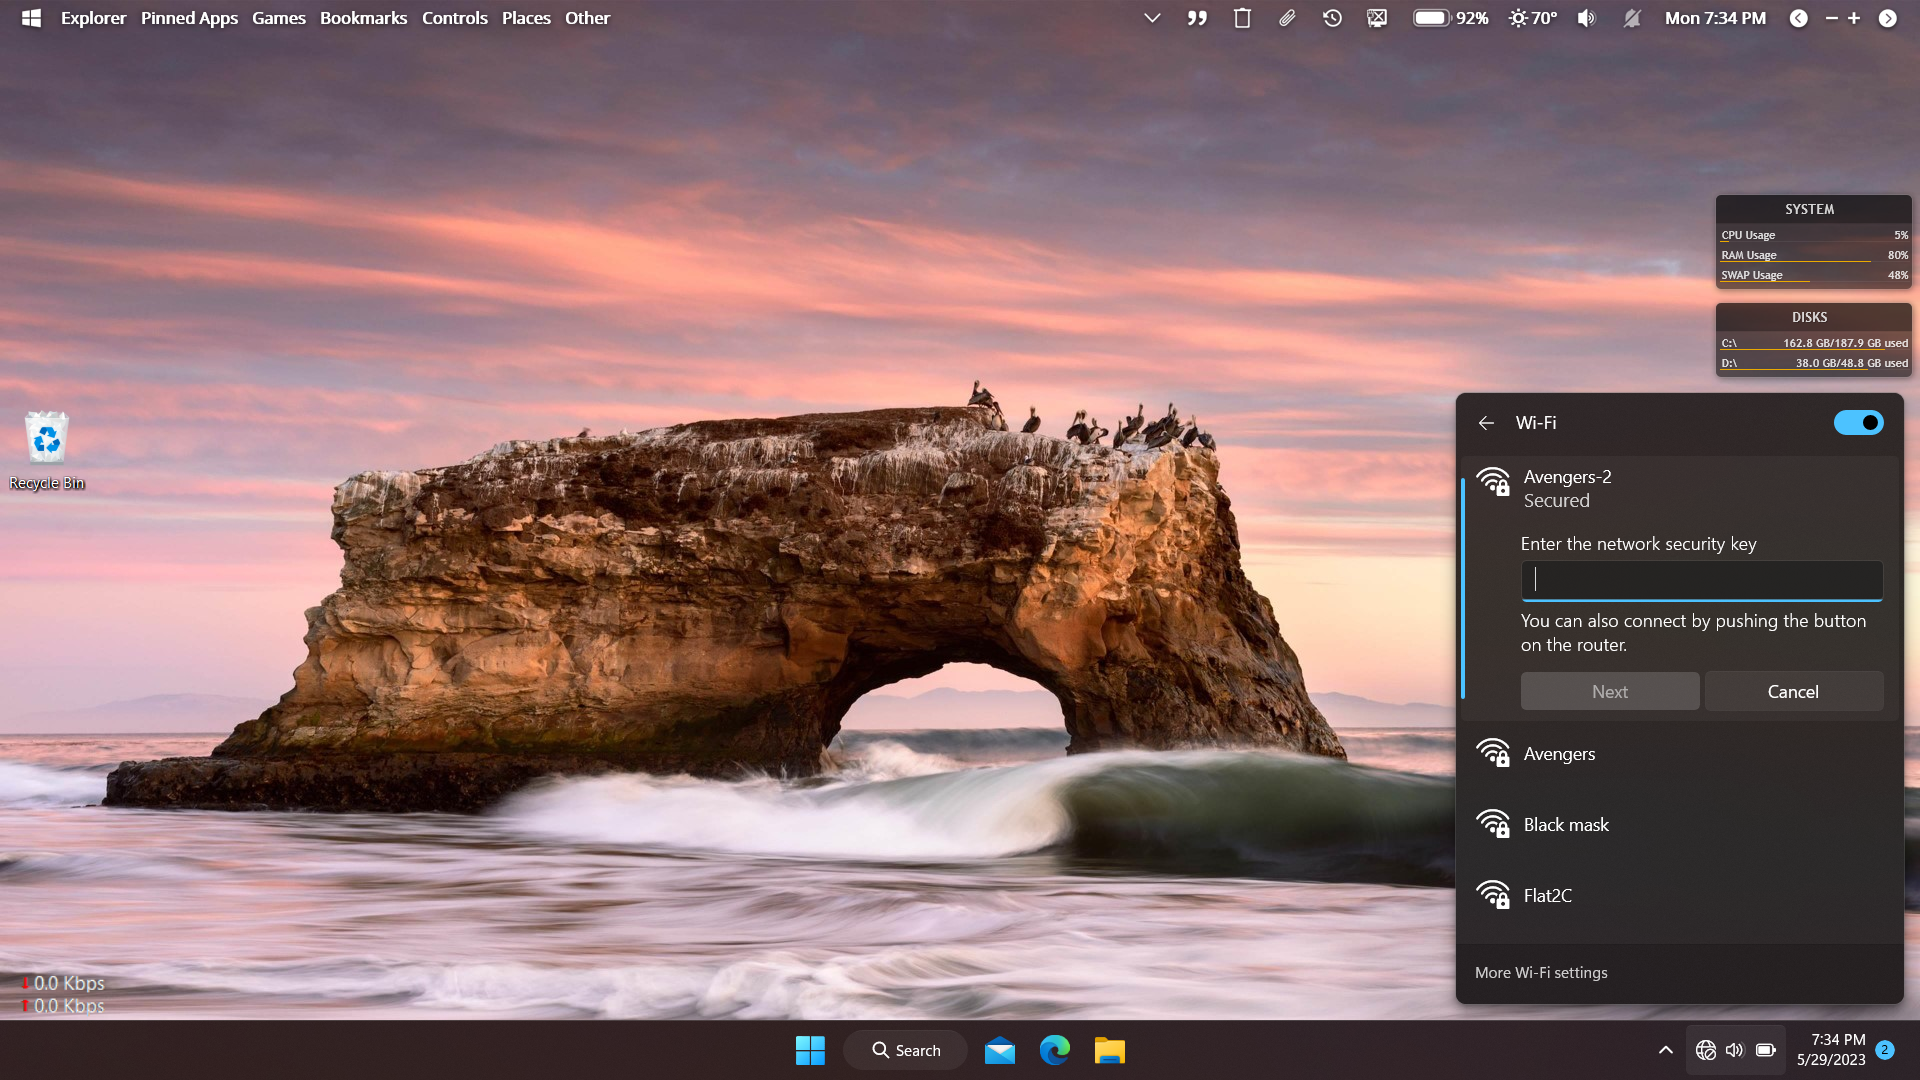 Explorer Pinned Apps Games Bookmarks Controls Places Other
92% 70° Mon 7:34 PM
SYSTEM
CPU Usage 5%
RAM Usage 80%
SWAP Usage 48%
DISKS
C:\ 162.8 GB/187.9 GB used
D:\ 38.0 GB/48.8 GB used
Recycle Bin
Wi-Fi
Avengers-2
Secured
Enter the network security key
You can also connect by pushing the button
on the router.
Next Cancel
Avengers
Black mask
Flat2C
More Wi-Fi settings
0.0 Kbps
0.0 Kbps
Search
7:34 PM
5/29/2023
2